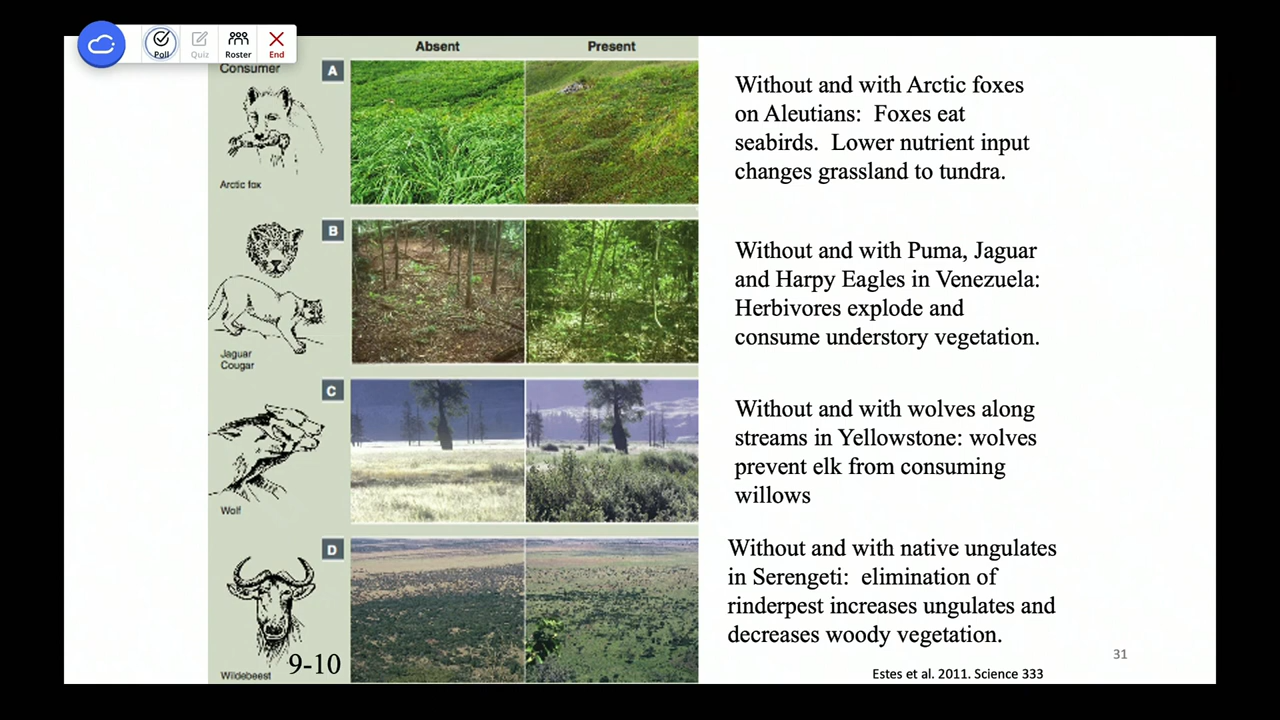 Poll
Quiz
Roster
End
Absent
Present
Consumer
A
Arctic fox
Without and with Arctic foxes
on Aleutians: Foxes eat
seabirds. Lower nutrient input
changes grassland to tundra.
B
Jaguar
Cougar
Without and with Puma, Jaguar
and Harpy Eagles in Venezuela:
Herbivores explode and
consume understory vegetation.
C
Wolf
Without and with wolves along
streams in Yellowstone: wolves
prevent elk from consuming
willows
D
Wildebeest
9-10
Without and with native ungulates
in Serengeti: elimination of
rinderpest increases ungulates and
decreases woody vegetation.
31
Estes et al. 2011. Science 333